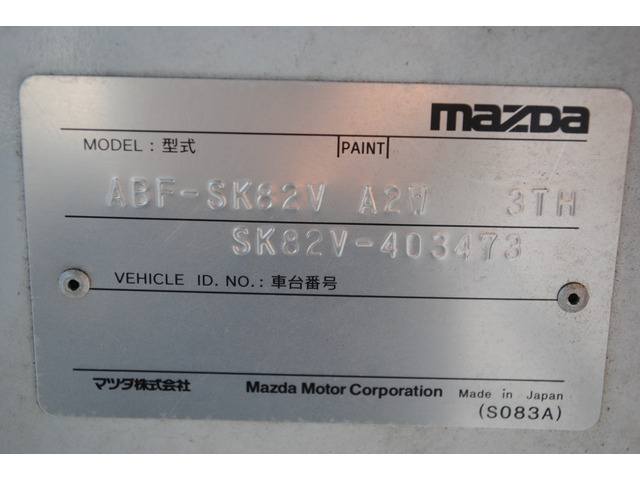 mazda
MODEL : 型式 PAINT
ABF-SK82V A2W 3TH
SK82V-403473
VEHICLE ID. NO. : 車台番号
マツダ株式会社 Mazda Motor Corporation Made in Japan
(S083A)